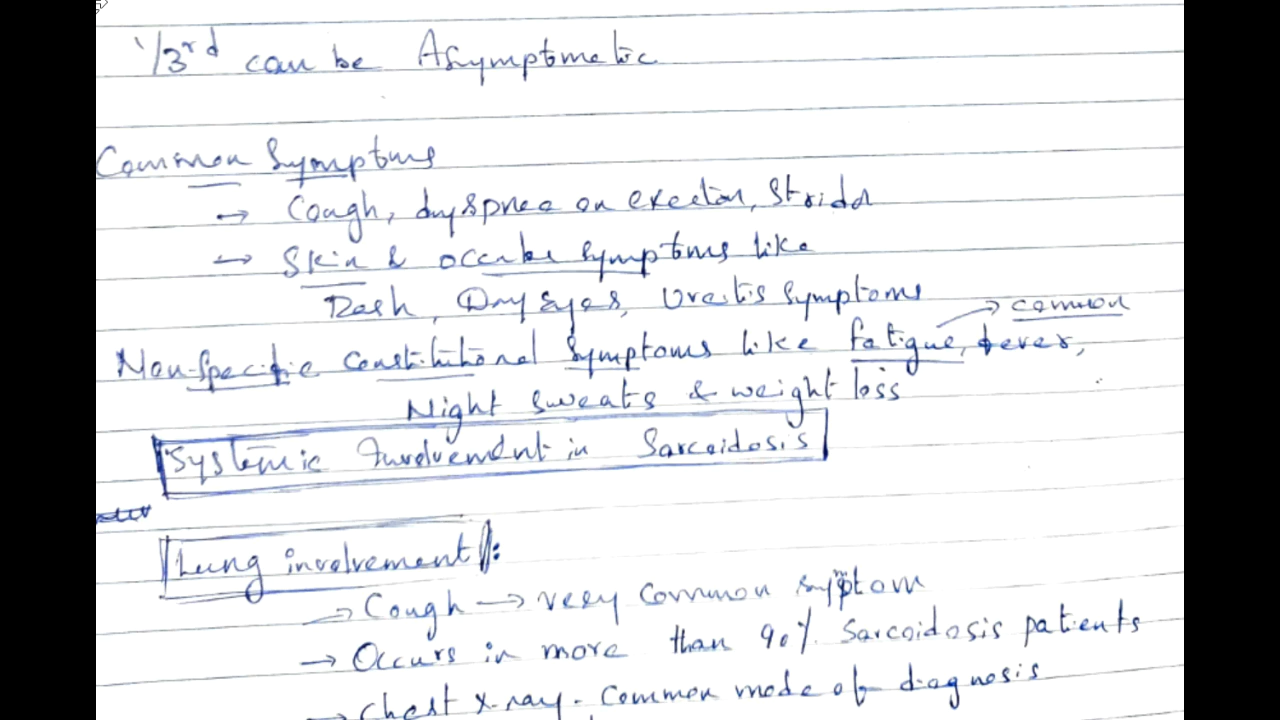 1/3rd can be Asymptomatic
Common Symptoms
→ Cough, dyspnea on exertion, Stridor
→ Skin & occular symptoms like
Rash, Dry Eyes, Uveitis symptoms
→ common
Non-specific constitutional symptoms like fatigue, fever,
Night sweats & weight loss
Systemic Involvement in Sarcoidosis
Lung involvement:
→ Cough → very common symptom
→ Occurs in more than 90% Sarcoidosis patients
→ Chest X-ray. Common mode of diagnosis